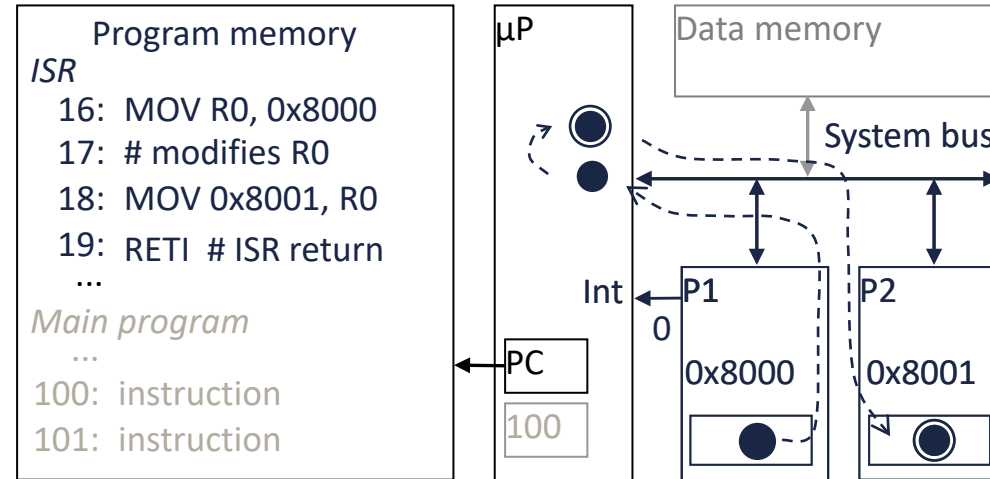 Program memory
ISR
16: MOV R0, 0x8000
17: # modifies R0
18: MOV 0x8001, R0
19: RETI # ISR return
...
Main program
...
100: instruction
101: instruction
µP
Data memory
System bus
Int
0
P1
P2
PC
0x8000
0x8001
100